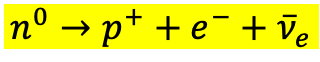 n⁰ → p⁺ + e⁻ + ν̄ₑ